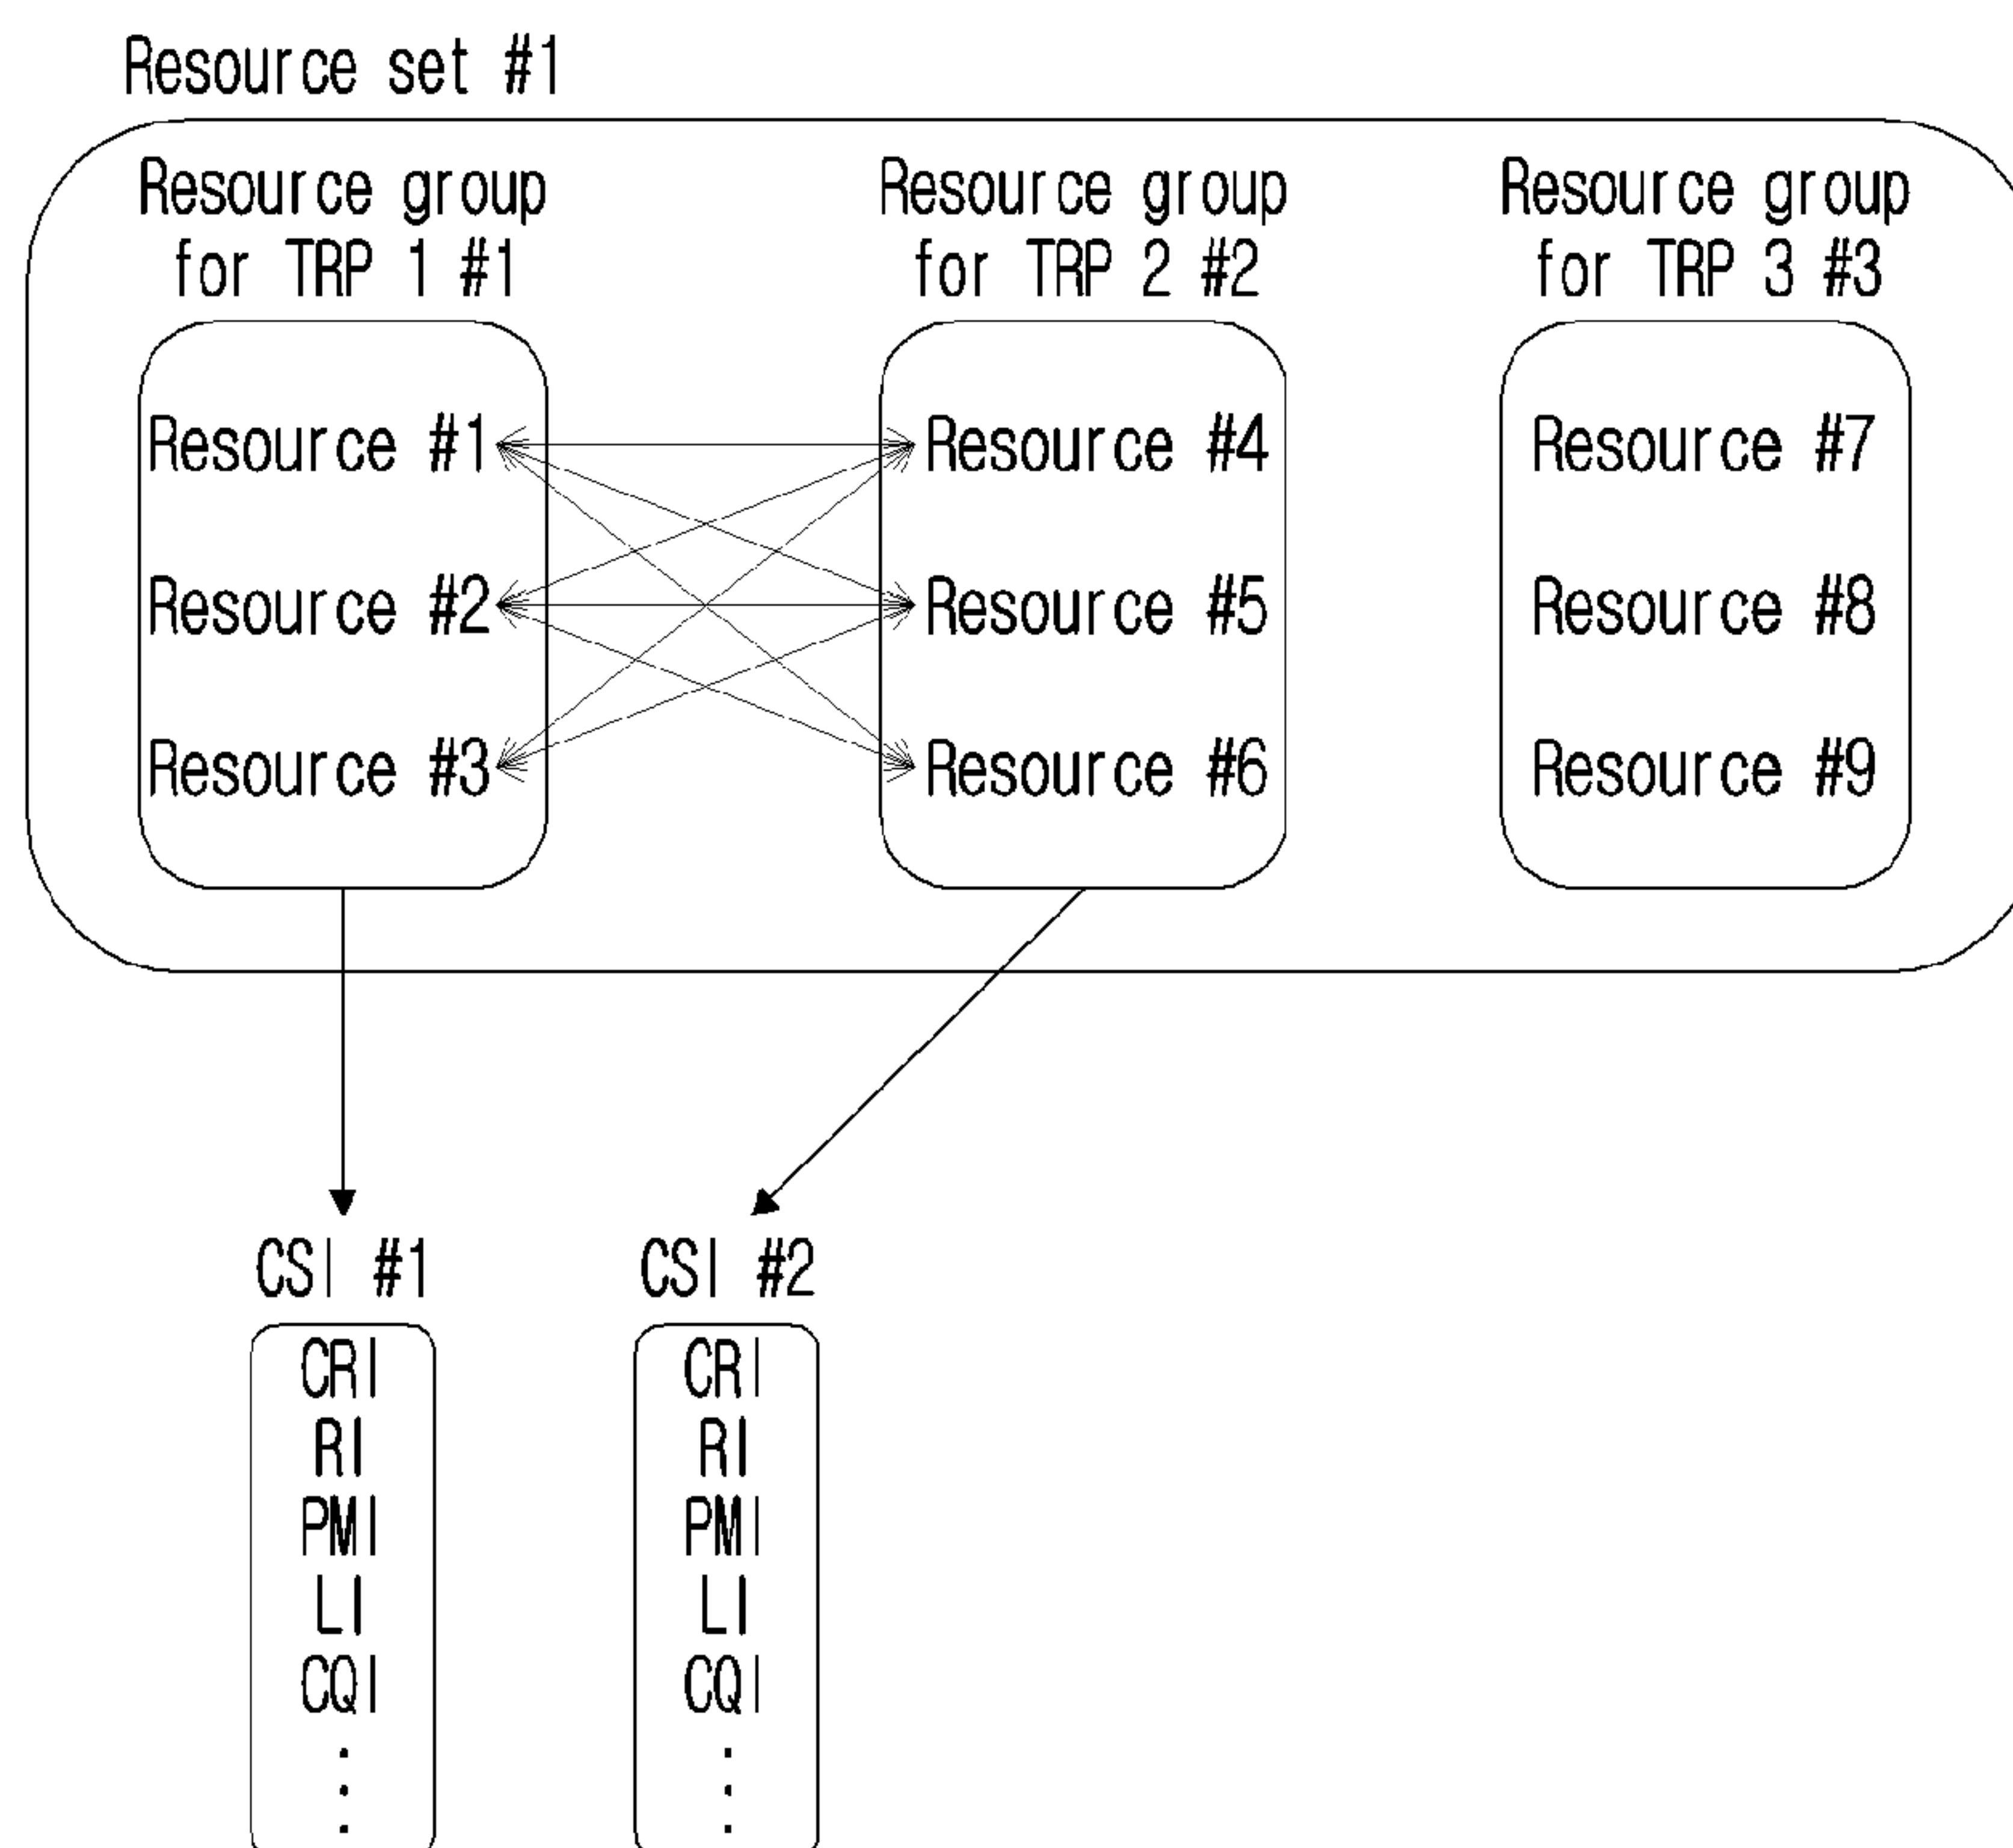 Resource set #1
Resource group
for TRP 1 #1
Resource #1
Resource #2
Resource #3
Resource group
for TRP 2 #2
Resource #4
Resource #5
Resource #6
Resource group
for TRP 3 #3
Resource #7
Resource #8
Resource #9
CSI #1
CRI
RI
PMI
LI
CQI
CSI #2
CRI
RI
PMI
LI
CQI